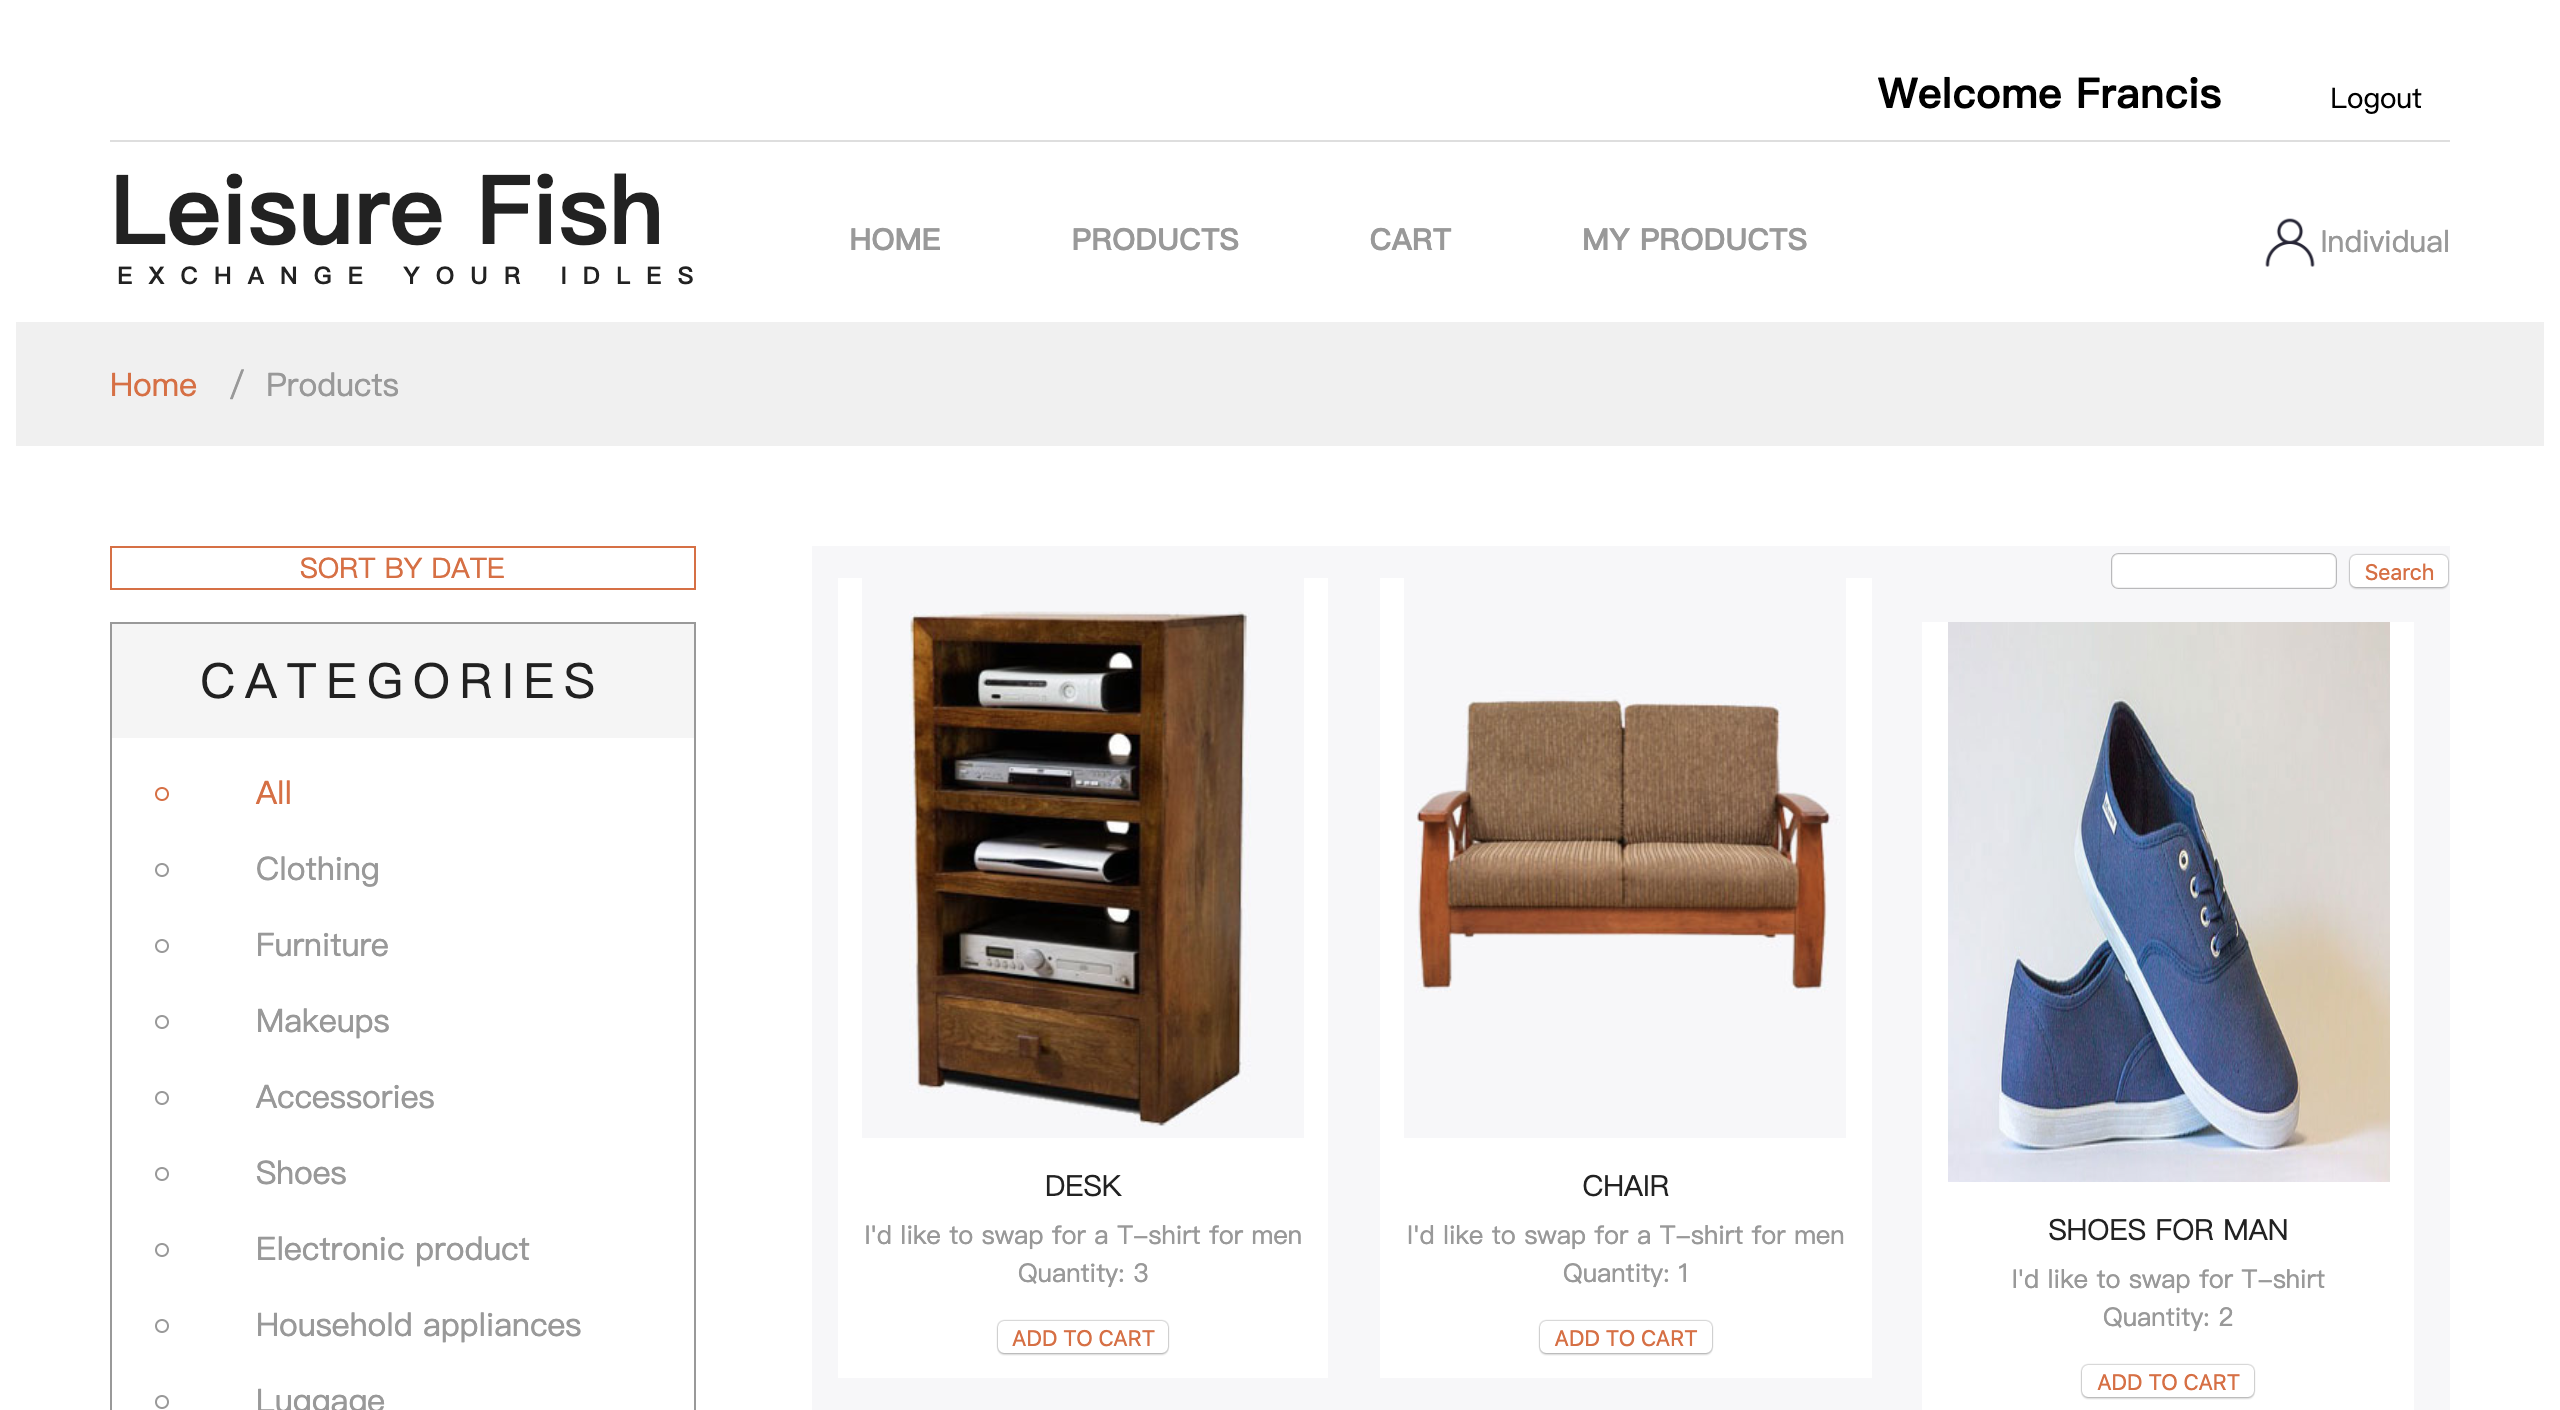 Welcome Francis Logout
Leisure Fish
EXCHANGE YOUR IDLES
HOME PRODUCTS CART MY PRODUCTS Individual
Home / Products
SORT BY DATE
Search
CATEGORIES
All
Clothing
Furniture
Makeups
Accessories
Shoes
Electronic product
Household appliances
Luggage
DESK
I'd like to swap for a T-shirt for men
Quantity: 3
ADD TO CART
CHAIR
I'd like to swap for a T-shirt for men
Quantity: 1
ADD TO CART
SHOES FOR MAN
I'd like to swap for T-shirt
Quantity: 2
ADD TO CART